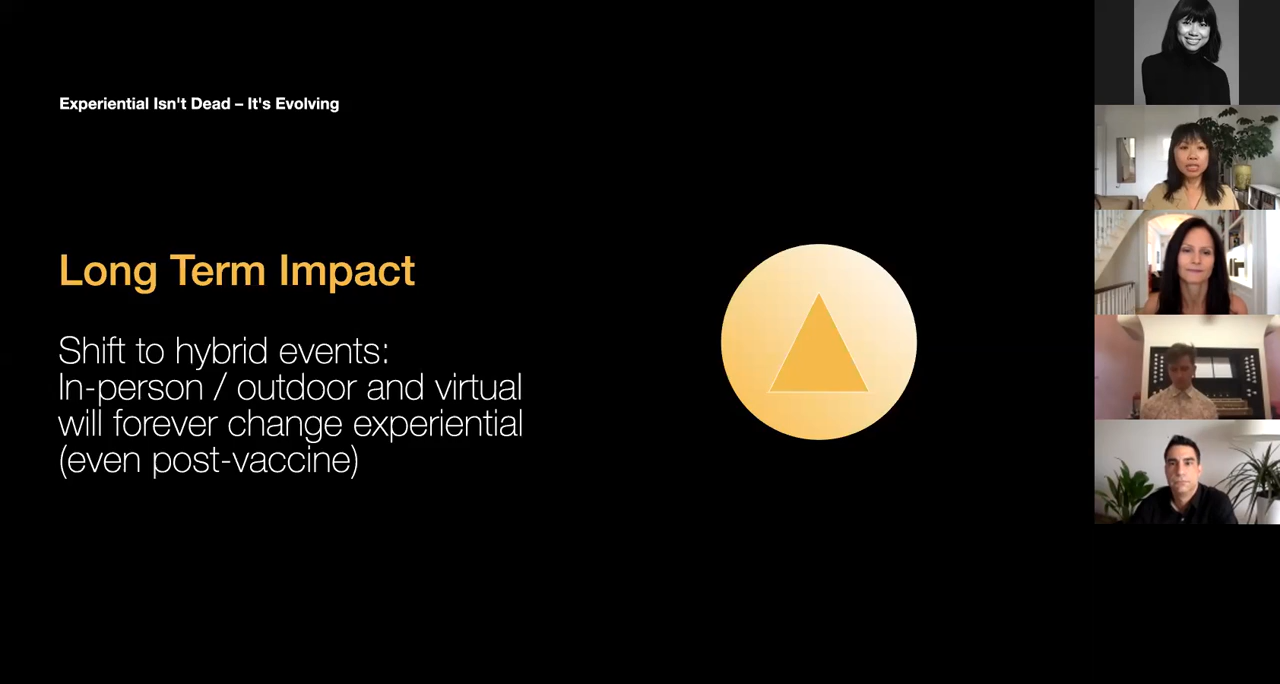 Experiential Isn't Dead – It's Evolving
Long Term Impact
Shift to hybrid events:
In-person / outdoor and virtual
will forever change experiential
(even post-vaccine)